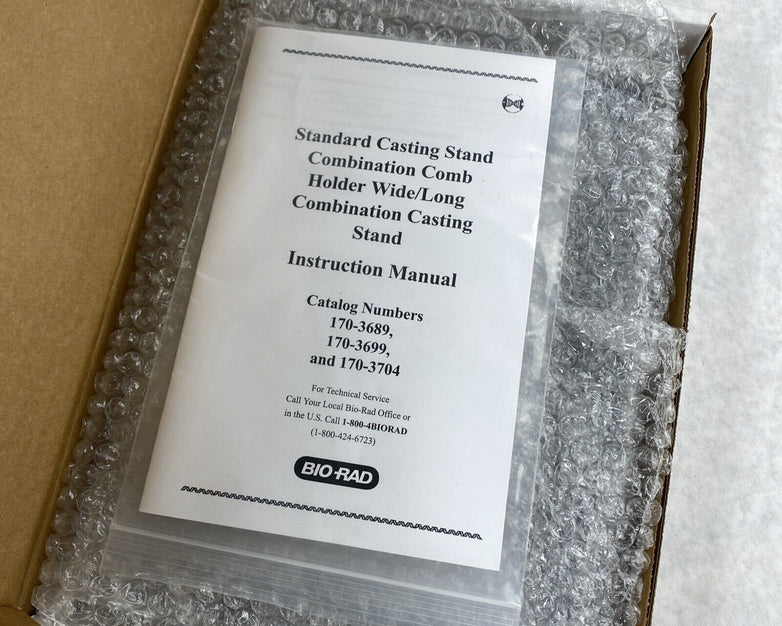 Standard Casting Stand
Combination Comb
Holder Wide/Long
Combination Casting
Stand
Instruction Manual
Catalog Numbers
170-3689,
170-3699,
and 170-3704
For Technical Service
Call Your Local Bio-Rad Office or
in the U.S. Call 1-800-4BIORAD
(1-800-424-6723)
BIO-RAD